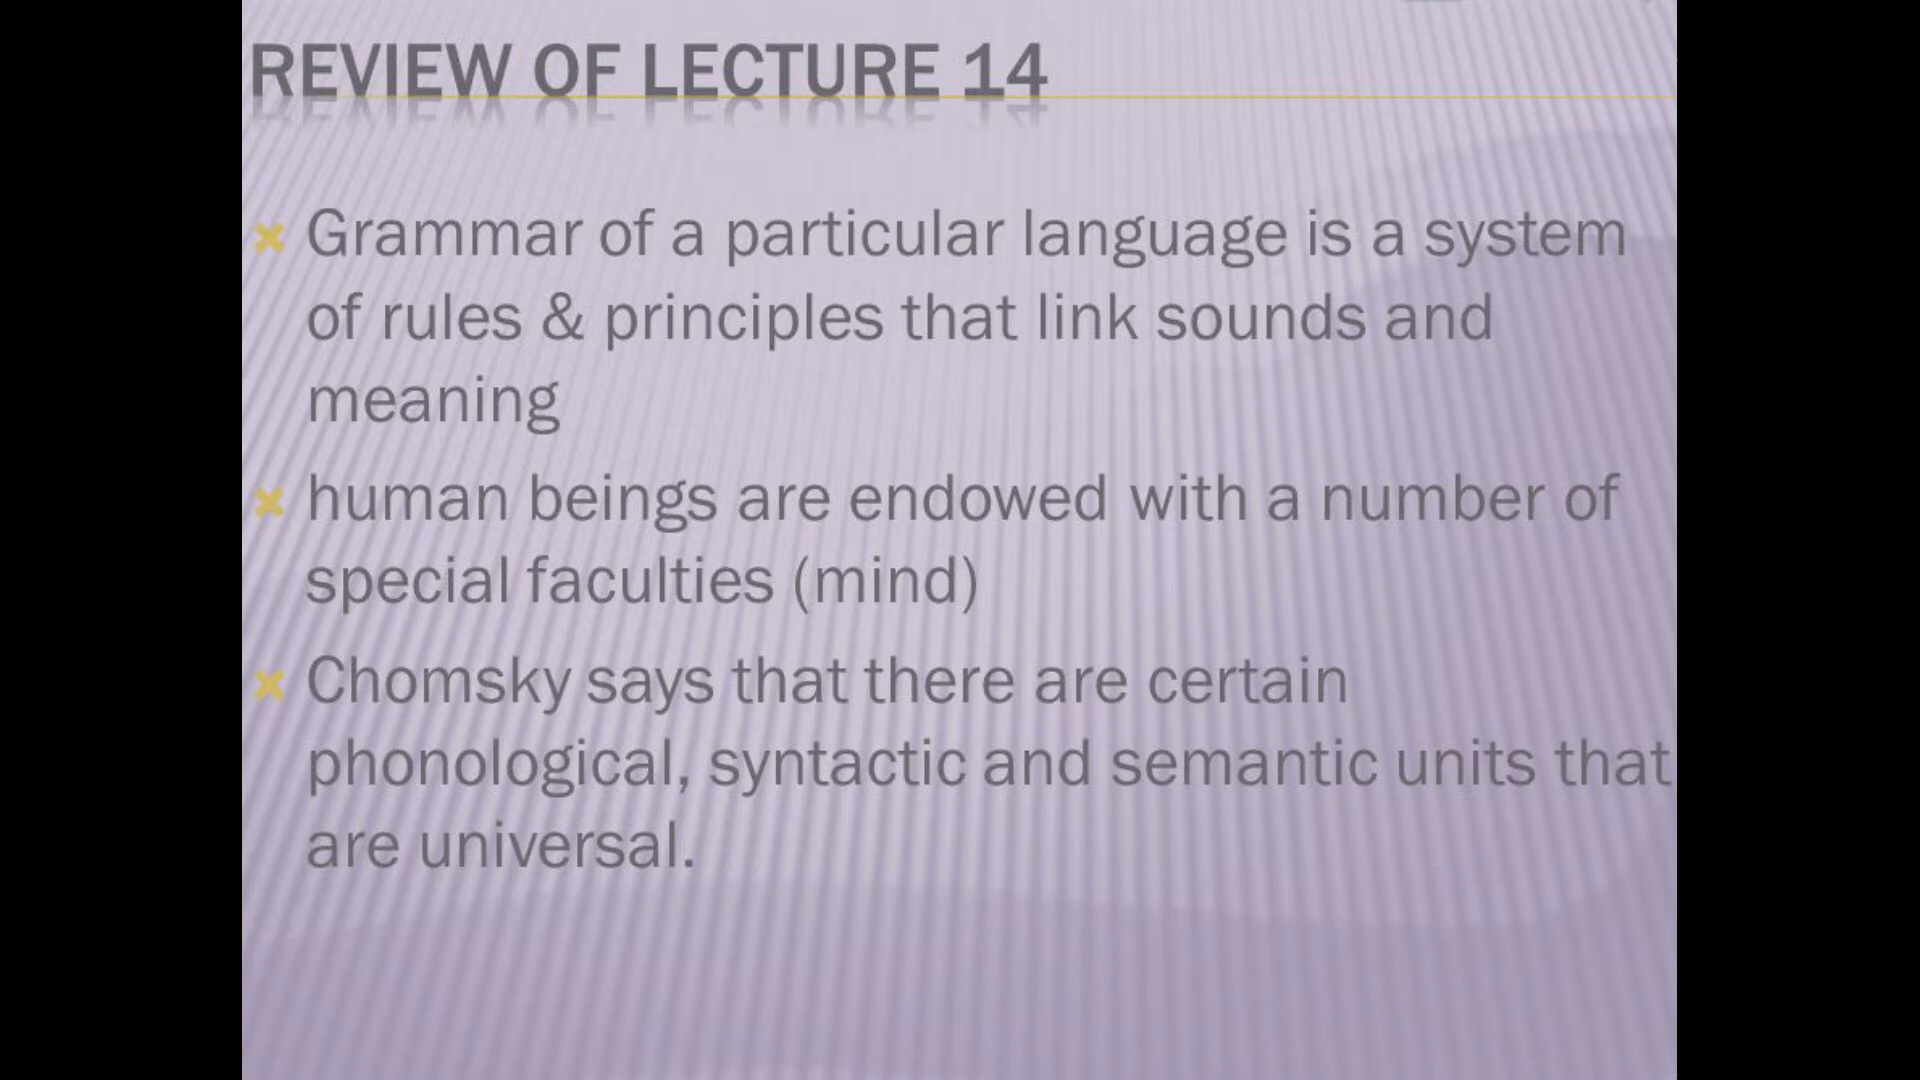 REVIEW OF LECTURE 14
Grammar of a particular language is a system
of rules & principles that link sounds and
meaning
human beings are endowed with a number of
special faculties (mind)
Chomsky says that there are certain
phonological, syntactic and semantic units that
are universal.